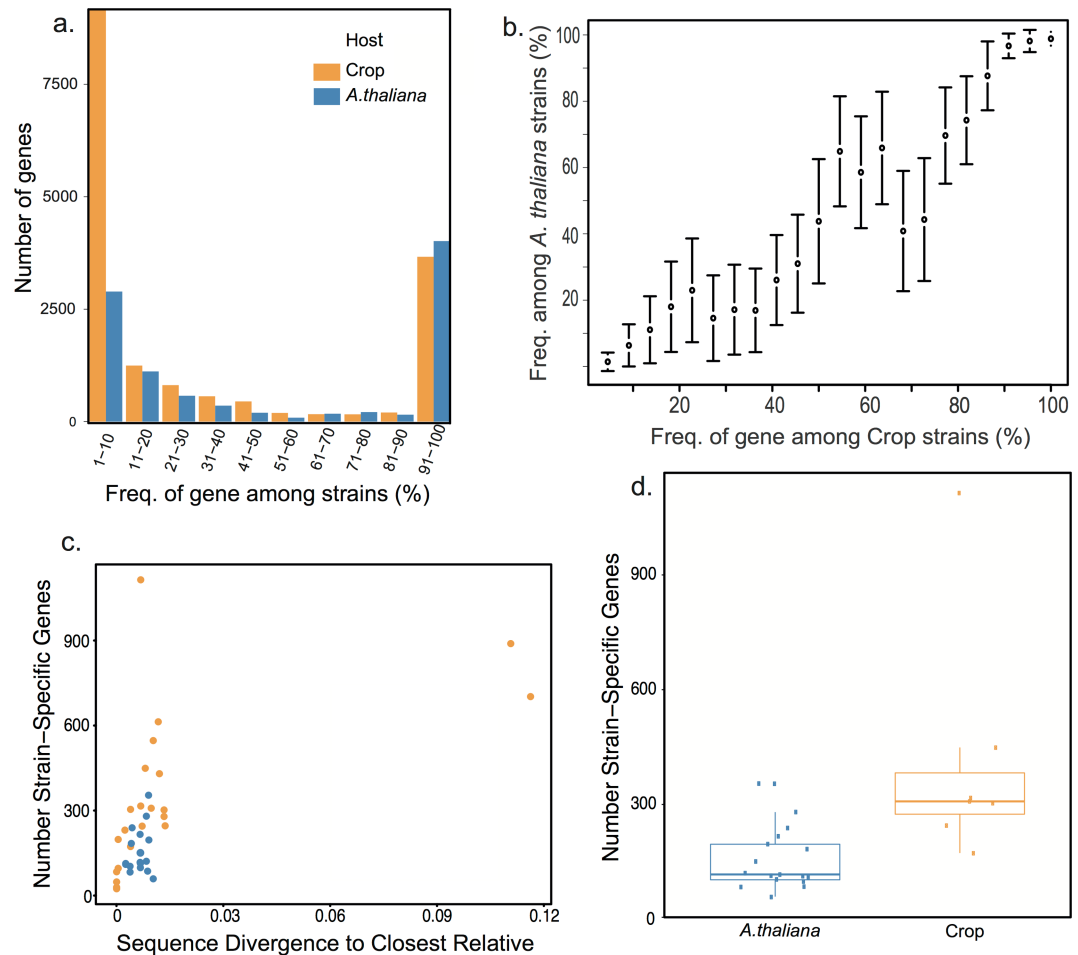 a.
Number of genes
7500
5000
2500
0
Host
Crop
A.thaliana
1−10
11−20
21−30
31−40
41−50
51−60
61−70
71−80
81−90
91−100
Freq. of gene among strains (%)
b.
Freq. among A. thaliana strains (%)
100
80
60
40
20
20
40
60
80
100
Freq. of gene among Crop strains (%)
c.
Number Strain−Specific Genes
900
600
300
0
0
0.03
0.06
0.09
0.12
Sequence Divergence to Closest Relative
d.
Number Strain−Specific Genes
900
600
300
0
A.thaliana
Crop